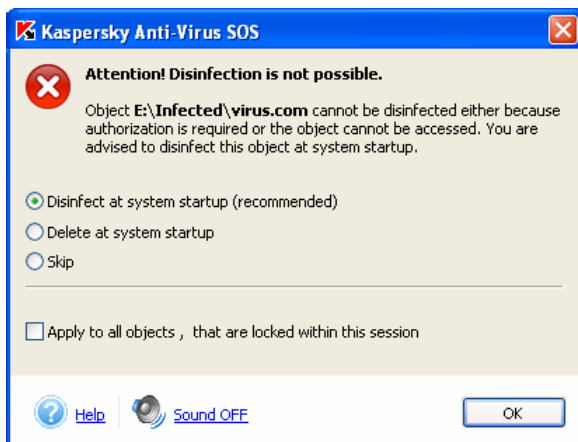 Kaspersky Anti-Virus SOS
Attention! Disinfection is not possible.
Object E:\Infected\virus.com cannot be disinfected either because
authorization is required or the object cannot be accessed. You are
advised to disinfect this object at system startup.
Disinfect at system startup (recommended)
Delete at system startup
Skip
Apply to all objects , that are locked within this session
Help Sound OFF OK